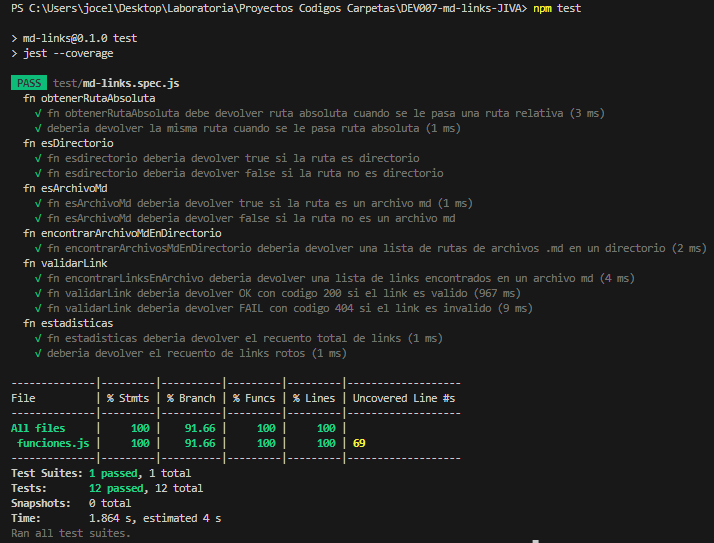 PS C:\Users\jocel\Desktop\Laboratoria\Proyectos Codigos Carpetas\DEV007-md-links-JIVA> npm test
> md-links@0.1.0 test
> jest --coverage
PASS test/md-links.spec.js
fn obtenerRutaAbsoluta
√ fn obtenerRutaAbsoluta debe devolver ruta absoluta cuando se le pasa una ruta relativa (3 ms)
√ deberia devolver la misma ruta cuando se le pasa ruta absoluta (1 ms)
fn esDirectorio
√ fn esdirectorio deberia devolver true si la ruta es directorio
√ fn esdirectorio deberia devolver false si la ruta no es directorio
fn esArchivoMd
√ fn esArchivoMd deberia devolver true si la ruta es un archivo md (1 ms)
√ fn esArchivoMd deberia devolver false si la ruta no es un archivo md
fn encontrarArchivoMdEnDirectorio
√ fn encontrarArchivosMdEnDirectorio deberia devolver una lista de rutas de archivos .md en un directorio (2 ms)
fn validarLink
√ fn encontrarLinksEnArchivo deberia devolver una lista de links encontrados en un archivo md (4 ms)
√ fn validarLink deberia devolver OK con codigo 200 si el link es valido (967 ms)
√ fn validarLink deberia devolver FAIL con codigo 404 si el link es invalido (9 ms)
fn estadisticas
√ fn estadisticas deberia devolver el recuento total de links (1 ms)
√ deberia devolver el recuento de links rotos (1 ms)
--------------|---------|----------|---------|---------|-------------------
File          | % Stmts | % Branch | % Funcs | % Lines | Uncovered Line #s
--------------|---------|----------|---------|---------|-------------------
All files     |     100 |    91.66 |     100 |     100 |
funciones.js |     100 |    91.66 |     100 |     100 | 69
--------------|---------|----------|---------|---------|-------------------
Test Suites: 1 passed, 1 total
Tests:       12 passed, 12 total
Snapshots:   0 total
Time:        1.864 s, estimated 4 s
Ran all test suites.